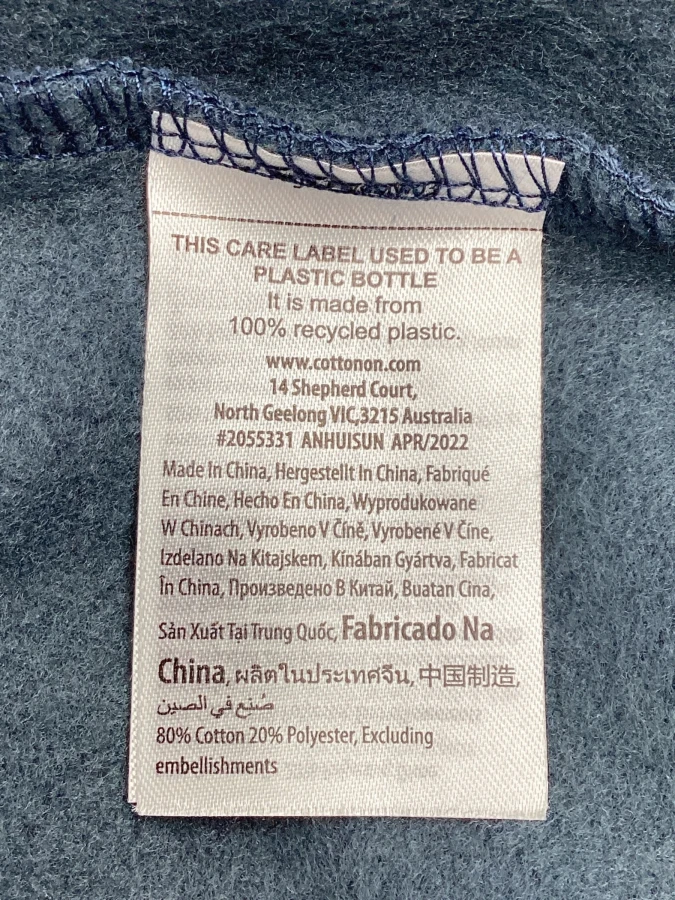 THIS CARE LABEL USED TO BE A
PLASTIC BOTTLE
It is made from
100% recycled plastic.
www.cottonon.com
14 Shepherd Court,
North Geelong VIC,3215 Australia
#2055331 ANHUISUN APR/2022
Made In China, Hergestellt In China, Fabriqué
En Chine, Hecho En China, Wyprodukowane
W Chinach, Vyrobeno V Číně, Vyrobené V Číne,
Izdelano Na Kitajskem, Kínában Gyártva, Fabricat
În China, Произведено В Китай, Buatan Cina,
Sản Xuất Tại Trung Quốc, Fabricado Na
China, ผลิตในประเทศจีน, 中国制造,
صُنع في الصين
80% Cotton 20% Polyester, Excluding
embellishments